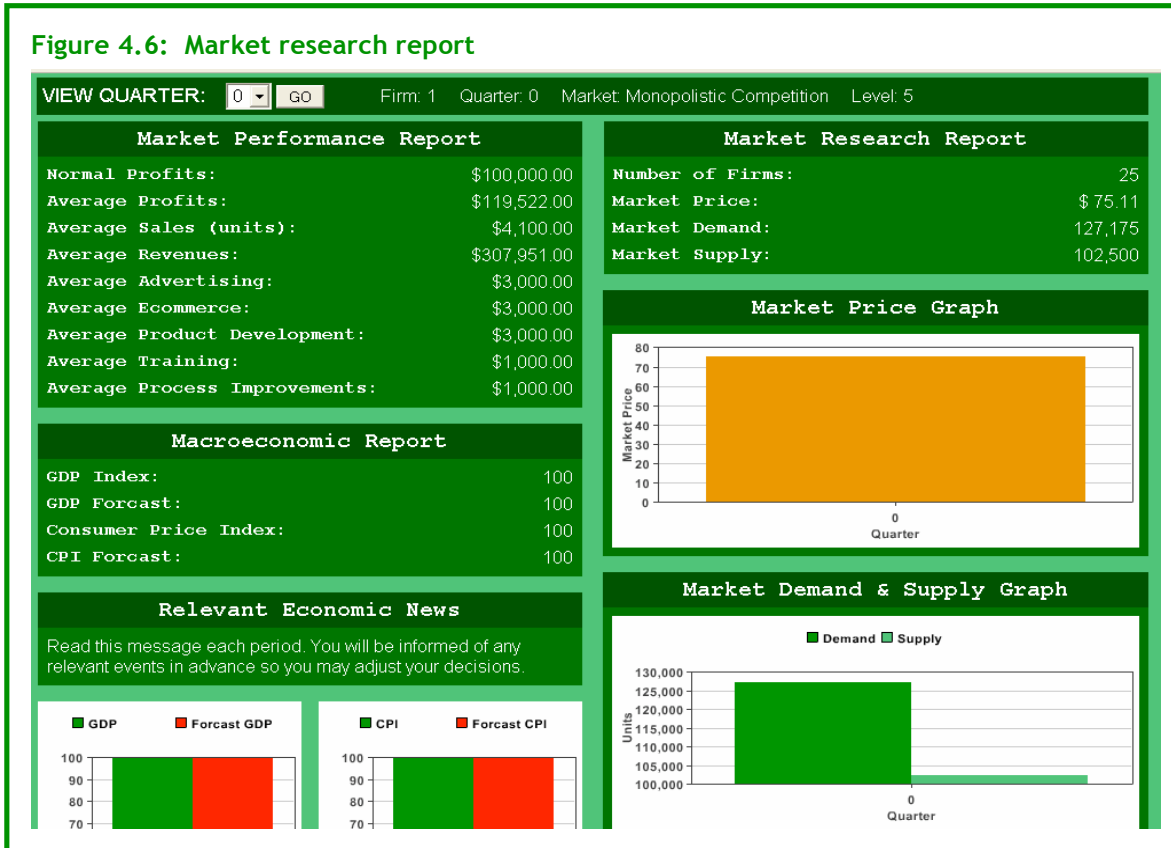 Figure 4.6: Market research report
VIEW QUARTER: 0 GO Firm: 1 Quarter: 0 Market: Monopolistic Competition Level: 5
Market Performance Report
Normal Profits: $100,000.00
Average Profits: $119,522.00
Average Sales (units): $4,100.00
Average Revenues: $307,951.00
Average Advertising: $3,000.00
Average Ecommerce: $3,000.00
Average Product Development: $3,000.00
Average Training: $1,000.00
Average Process Improvements: $1,000.00
Macroeconomic Report
GDP Index: 100
GDP Forcast: 100
Consumer Price Index: 100
CPI Forcast: 100
Relevant Economic News
Read this message each period. You will be informed of any
relevant events in advance so you may adjust your decisions.
GDP Forcast GDP
100
90
80
70
CPI Forcast CPI
100
90
80
70
Market Research Report
Number of Firms: 25
Market Price: $ 75.11
Market Demand: 127,175
Market Supply: 102,500
Market Price Graph
Market Price
80
70
60
50
40
30
20
10
0
0
Quarter
Market Demand & Supply Graph
Demand Supply
Units
130,000
125,000
120,000
115,000
110,000
105,000
100,000
0
Quarter